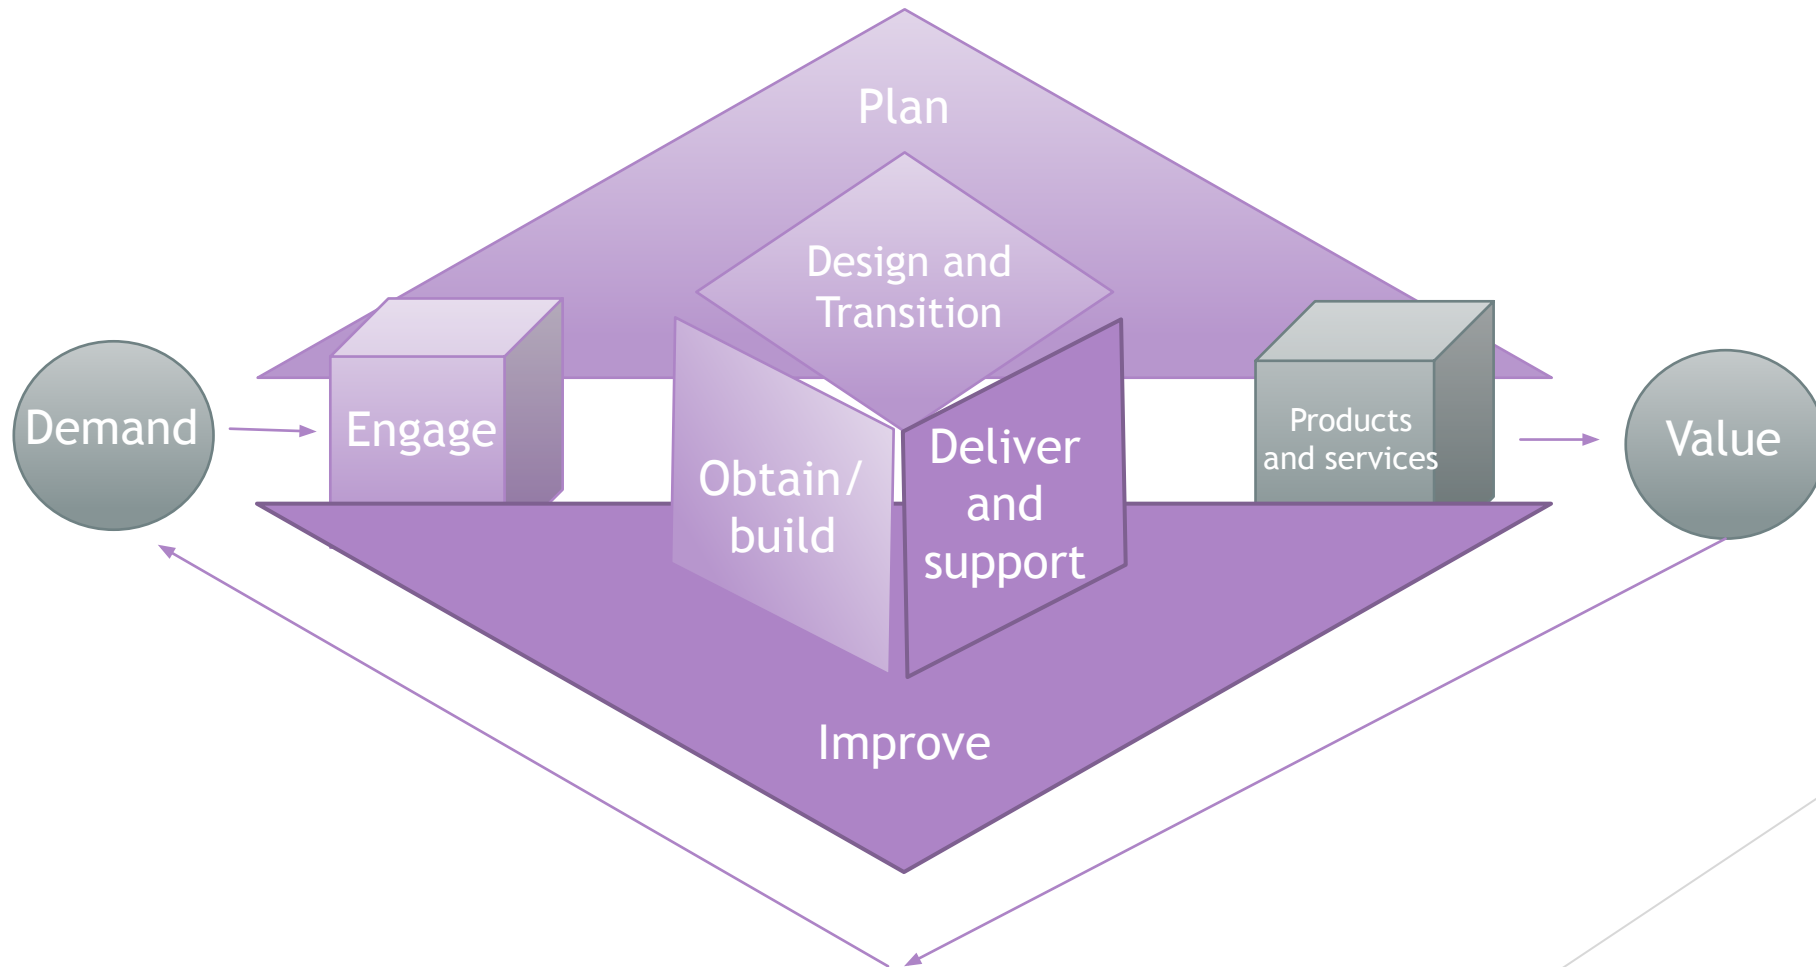 Plan
Design and
Transition
Demand
Engage
Obtain/
build
Deliver
and
support
Products
and services
Value
Improve